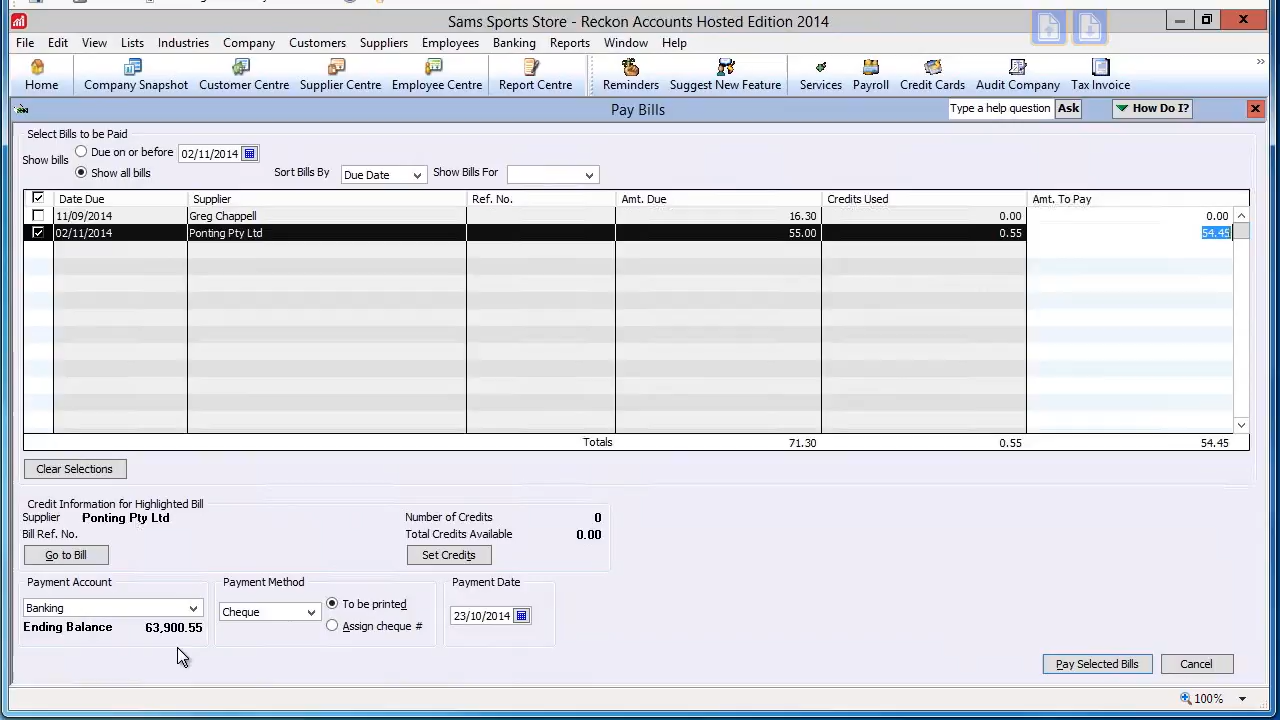 Sams Sports Store - Reckon Accounts Hosted Edition 2014
File Edit View Lists Industries Company Customers Suppliers Employees Banking Reports Window Help
Home Company Snapshot Customer Centre Supplier Centre Employee Centre Report Centre Reminders Suggest New Feature Services Payroll Credit Cards Audit Company Tax Invoice
Pay Bills Type a help question Ask How Do I?
Select Bills to be Paid
Show bills Due on or before 02/11/2014
Show all bills Sort Bills By Due Date Show Bills For
Date Due Supplier Ref. No. Amt. Due Credits Used Amt. To Pay
11/09/2014 Greg Chappell 16.30 0.00 0.00
02/11/2014 Ponting Pty Ltd 55.00 0.55 54.45
Totals 71.30 0.55 54.45
Clear Selections
Credit Information for Highlighted Bill
Supplier Ponting Pty Ltd Number of Credits 0
Bill Ref. No. Total Credits Available 0.00
Go to Bill Set Credits
Payment Account Payment Method Payment Date
Banking Cheque To be printed 23/10/2014
Ending Balance 63,900.55 Assign cheque #
Pay Selected Bills Cancel
100%